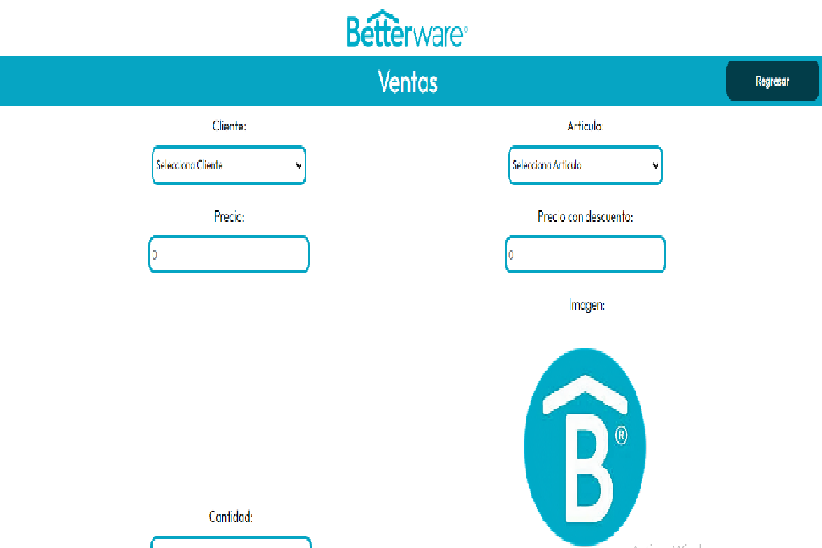 Betterware®
Ventas
Regresar
Cliente:
Articulo
Selecciona Cliente
Selecciona Articulo
Precio:
Precio con descuento:
0
0
Imagen:
B®
Cantidad: